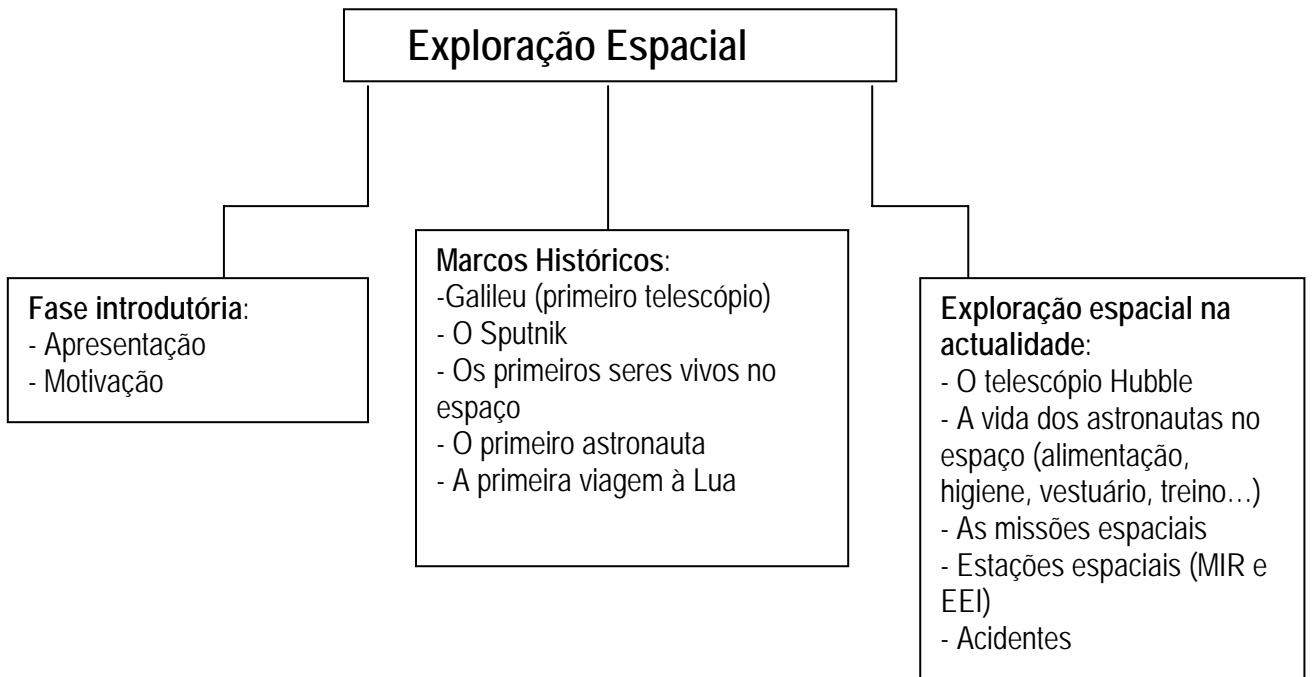 Exploração Espacial
Fase introdutória:
- Apresentação
- Motivação
Marcos Históricos:
-Galileu (primeiro telescópio)
- O Sputnik
- Os primeiros seres vivos no
espaço
- O primeiro astronauta
- A primeira viagem à Lua
Exploração espacial na
actualidade:
- O telescópio Hubble
- A vida dos astronautas no
espaço (alimentação,
higiene, vestuário, treino…)
- As missões espaciais
- Estações espaciais (MIR e
EEI)
- Acidentes